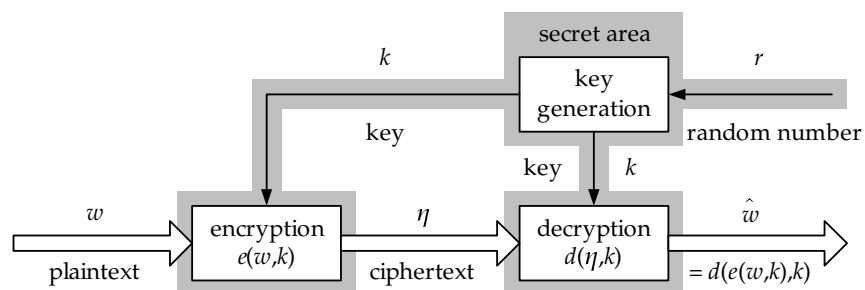 secret area
k
key
generation
r
key
random number
key
k
w
encryption
e(w,k)
η
decryption
d(η,k)
ŵ
plaintext
ciphertext
= d(e(w,k),k)